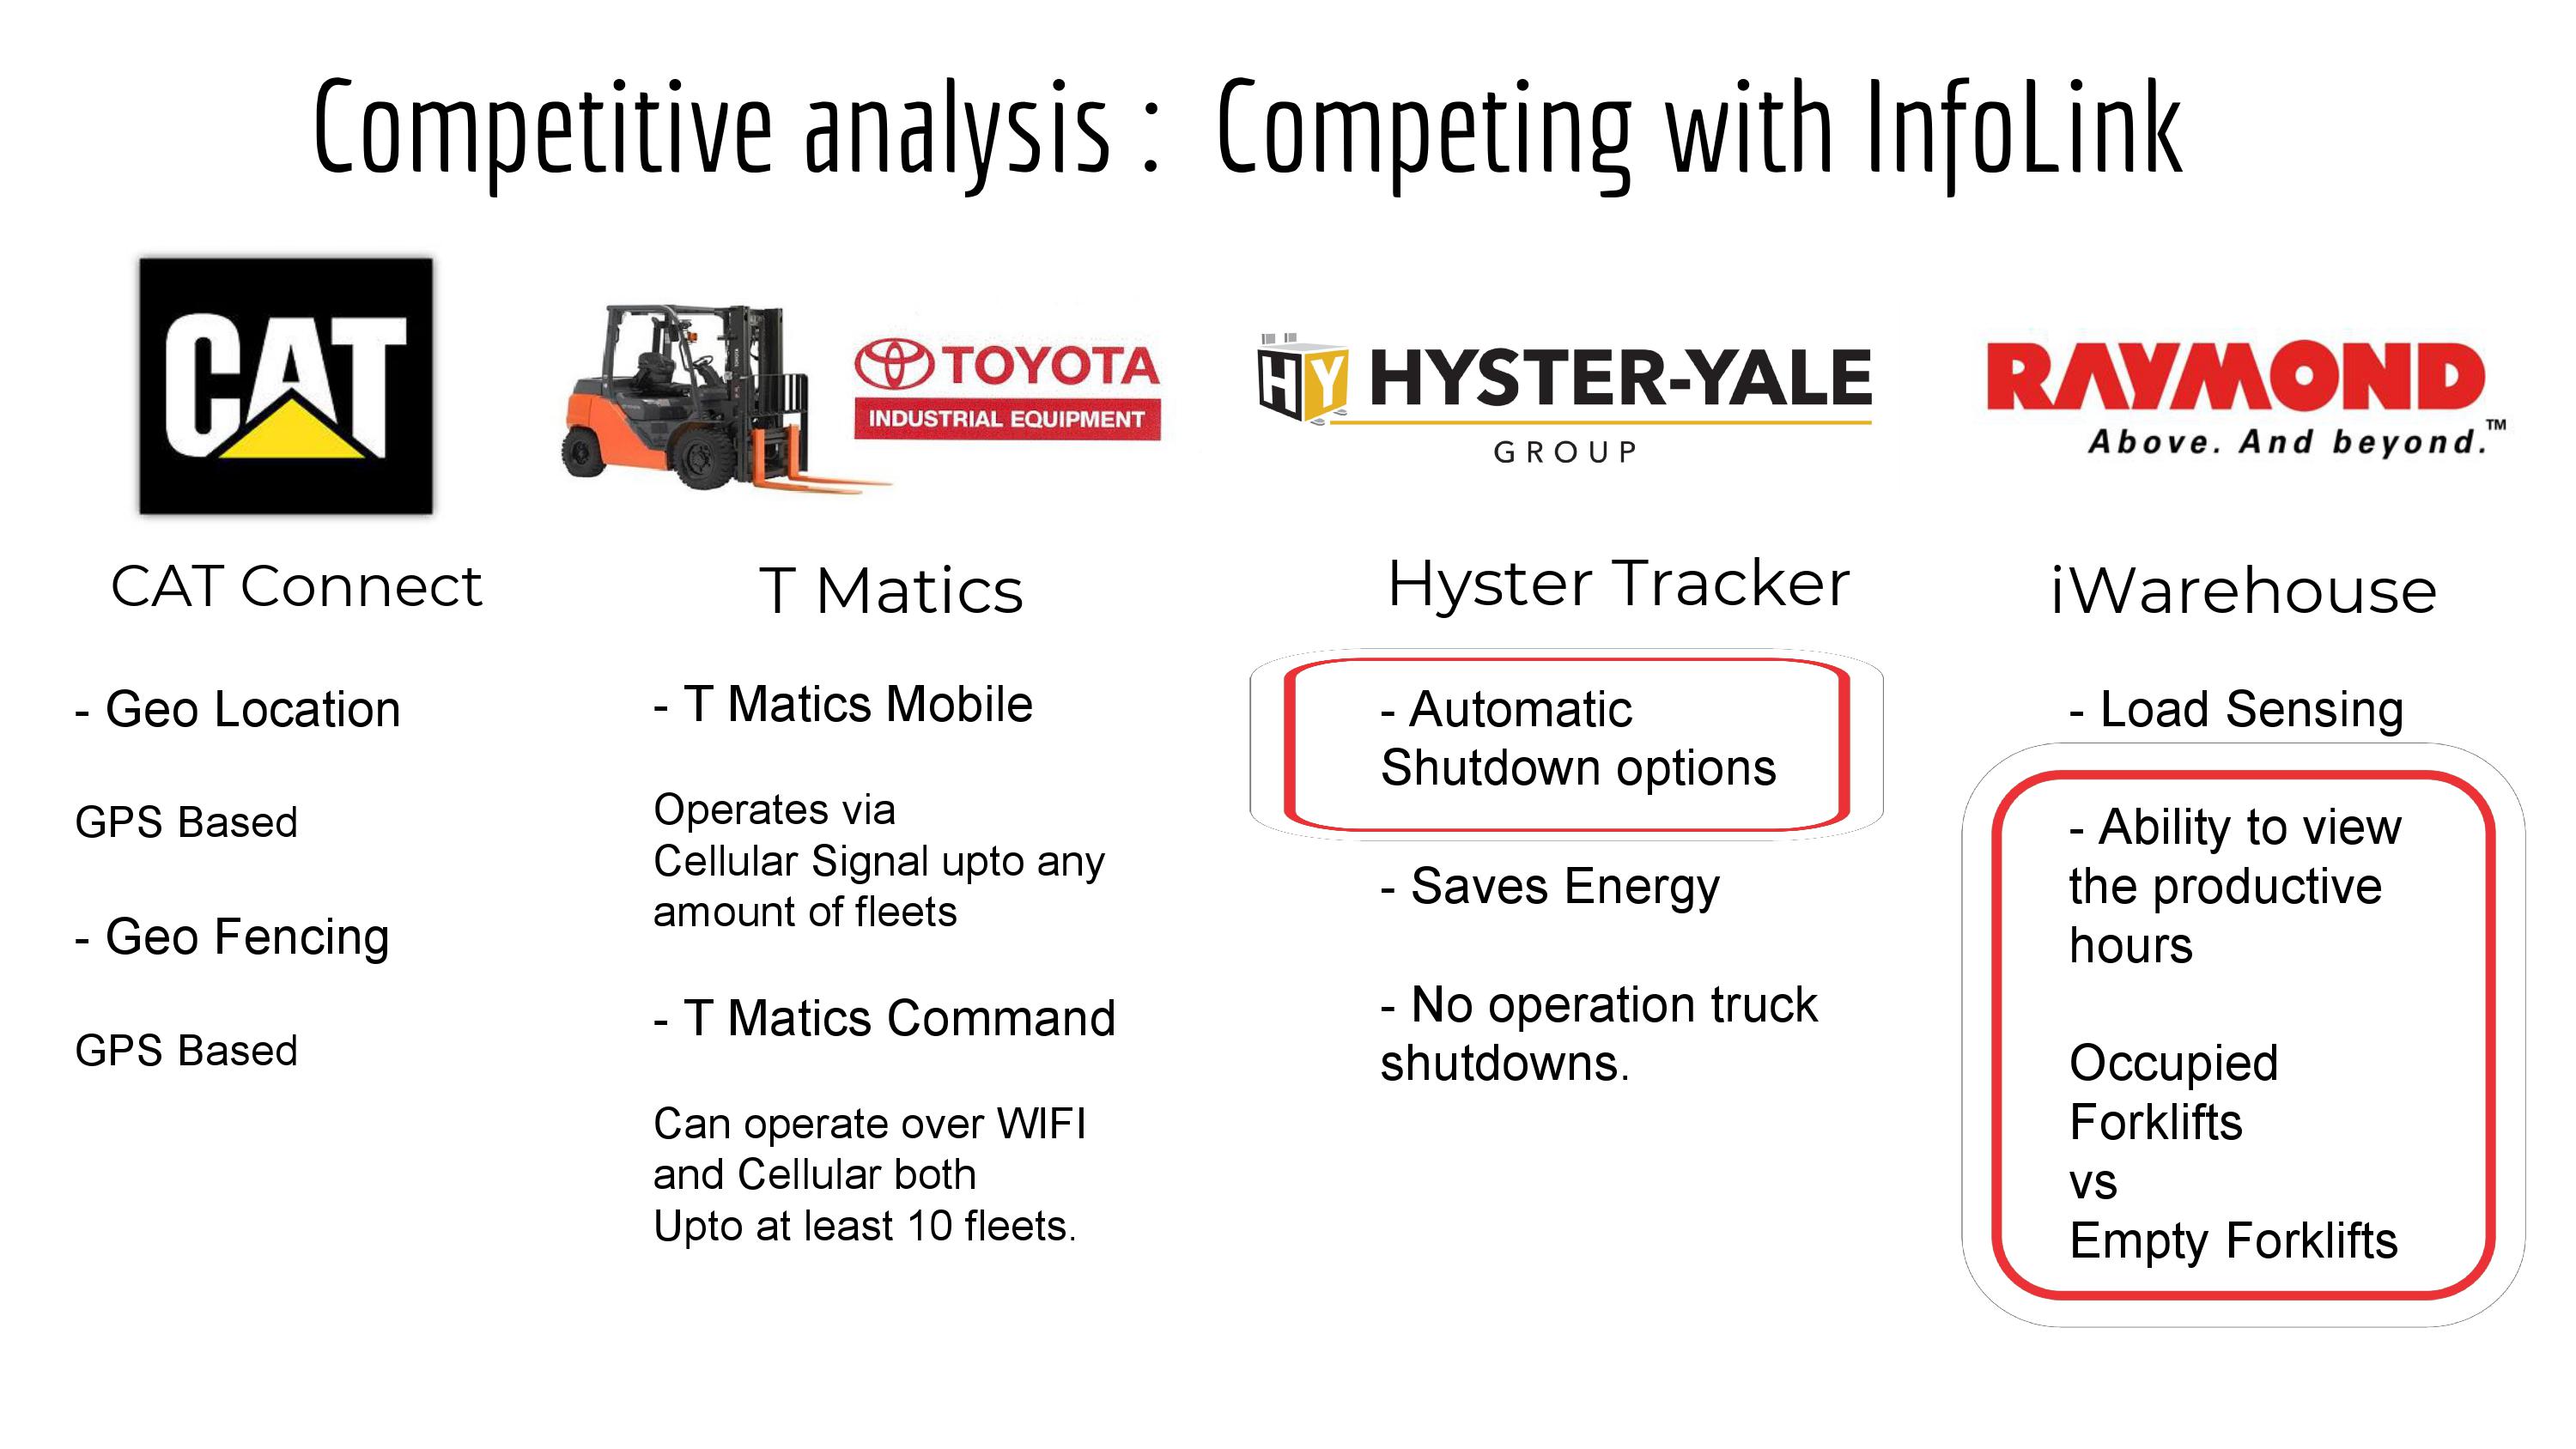 Competitive analysis : Competing with InfoLink
CAT
TOYOTA
INDUSTRIAL EQUIPMENT
HY HYSTER-YALE
GROUP
RAYMOND
Above. And beyond.™
CAT Connect
- Geo Location
GPS Based
- Geo Fencing
GPS Based
T Matics
- T Matics Mobile
Operates via
Cellular Signal upto any
amount of fleets
- T Matics Command
Can operate over WIFI
and Cellular both
Upto at least 10 fleets.
Hyster Tracker
- Automatic
Shutdown options
- Saves Energy
- No operation truck
shutdowns.
iWarehouse
- Load Sensing
- Ability to view
the productive
hours
Occupied
Forklifts
vs
Empty Forklifts